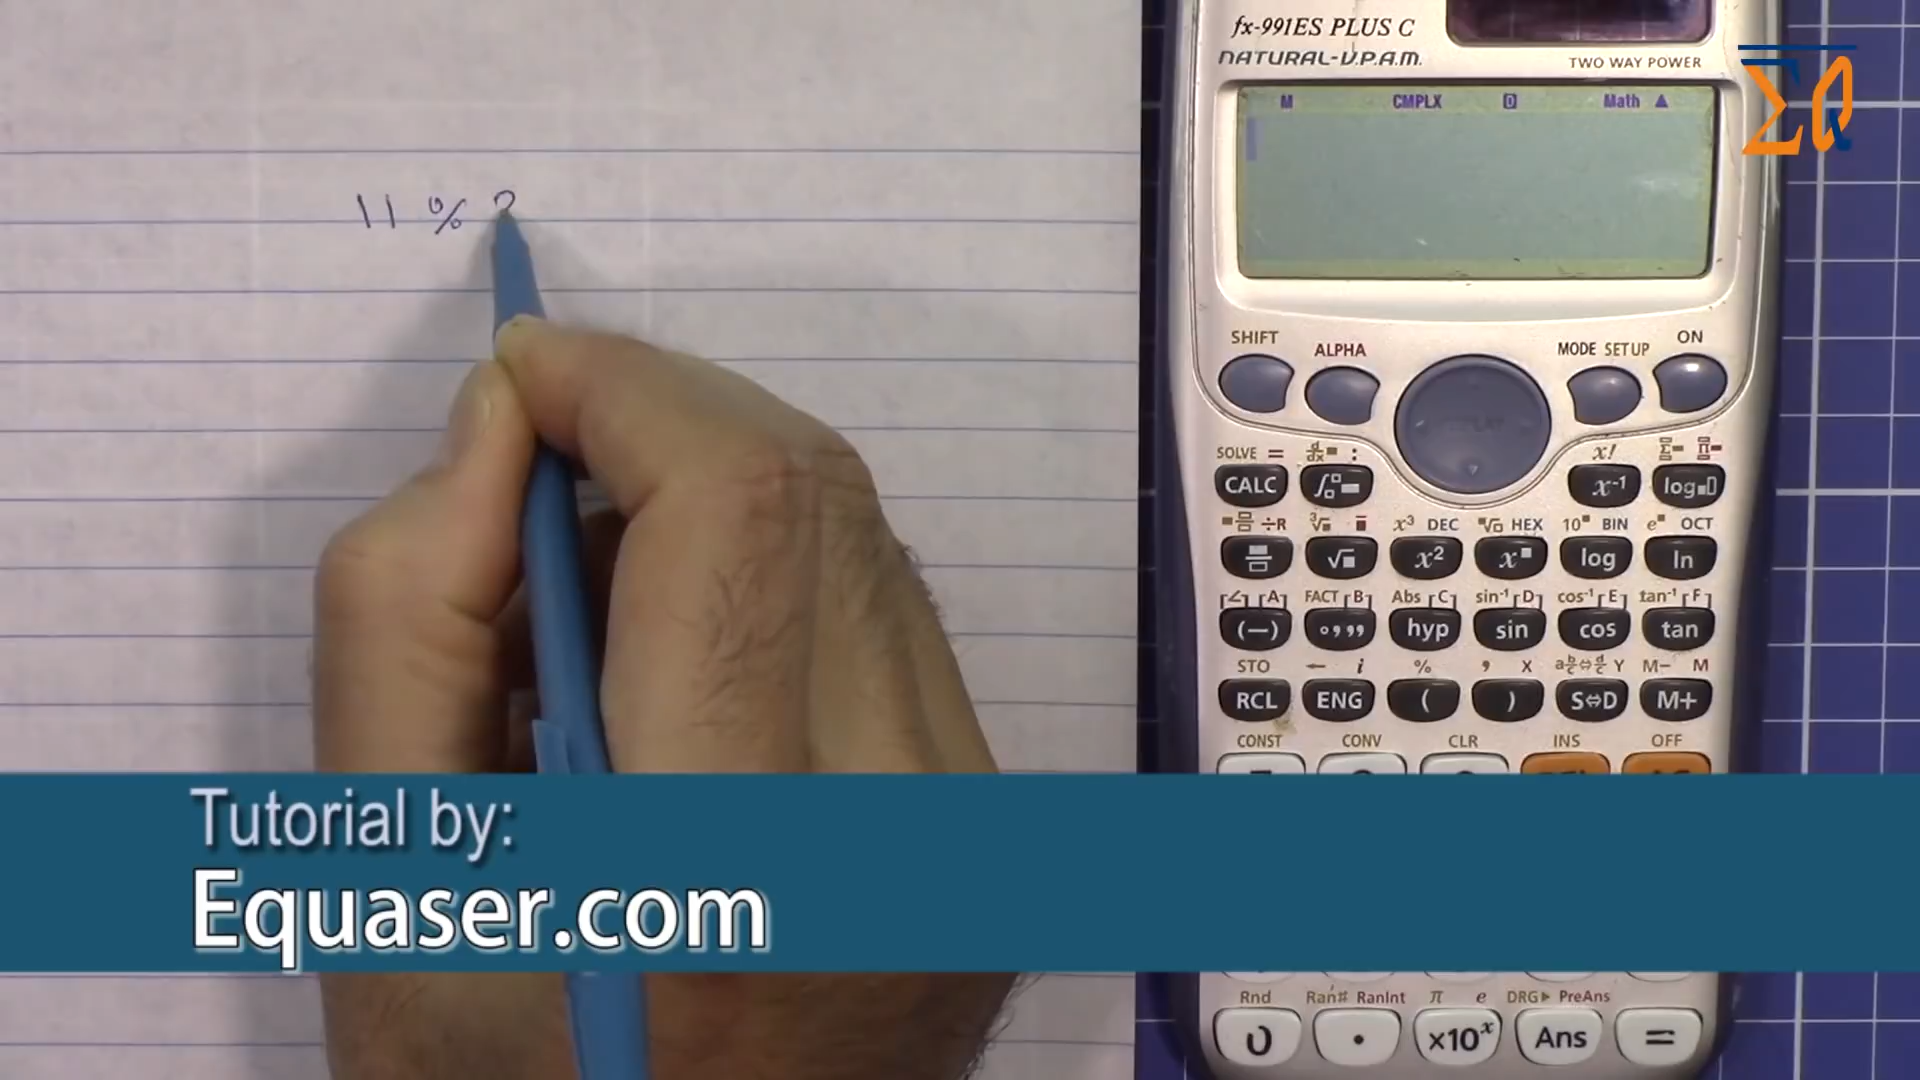 fx-991ES PLUS C
NATURAL-V.P.A.M.
TWO WAY POWER
M CMPLX D Math ▲
11 %
SHIFT ALPHA MODE SETUP ON
SOLVE = d/dx : x! Σ Π
CALC ∫ x⁻¹ log
÷R ³√ x³ DEC √ HEX 10 BIN e OCT
√ x² x log ln
∠ A FACT B Abs C sin⁻¹ D cos⁻¹ E tan⁻¹ F
(—) ° ’ ” hyp sin cos tan
STO ← i % , X a b/c ⇔ d/c Y M− M
RCL ENG ( ) S⇔D M+
CONST CONV CLR INS OFF
Tutorial by:
Equaser.com
Rnd Ran# RanInt π e DRG▶ PreAns
0 • ×10ˣ Ans =